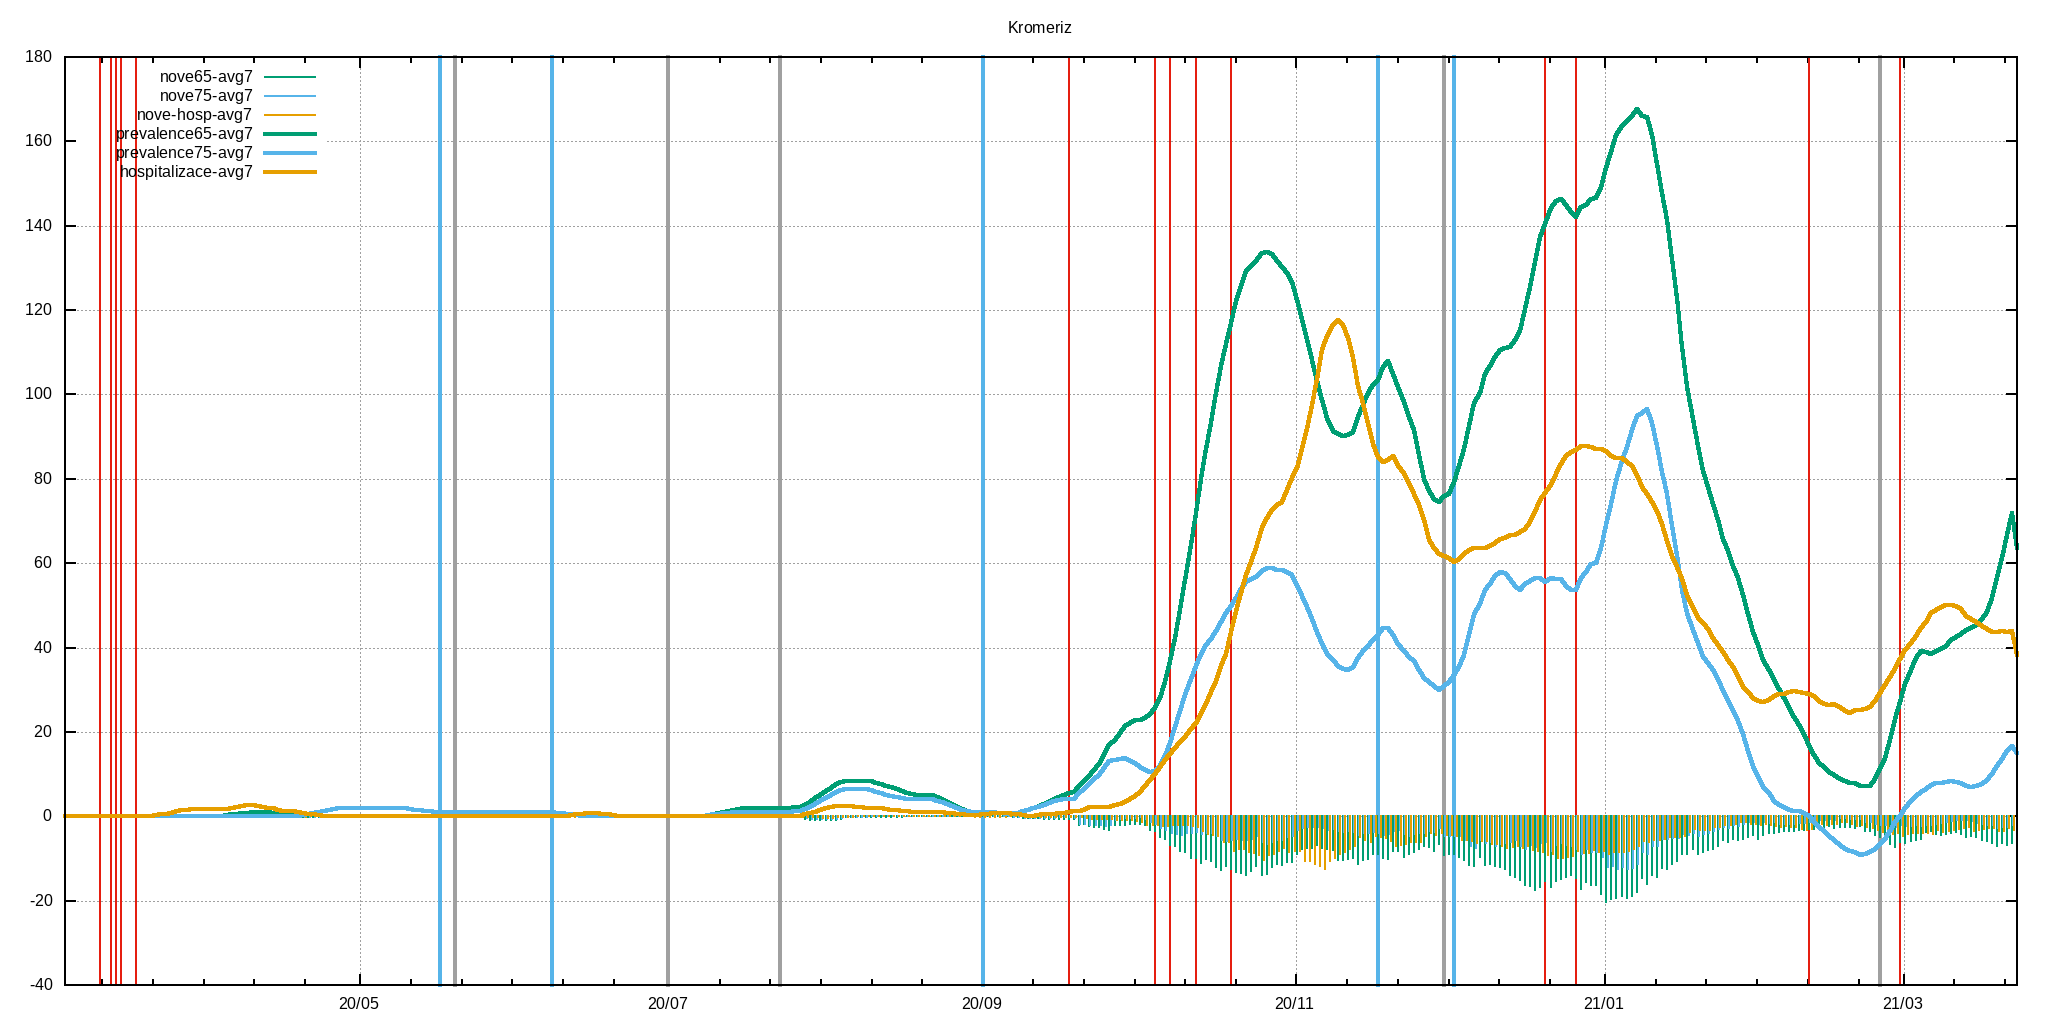 Kromeriz
180
160
140
120
100
80
60
40
20
0
-20
-40
nove65-avg7
nove75-avg7
nove-hosp-avg7
prevalence65-avg7
prevalence75-avg7
hospitalizace-avg7
20/05
20/07
20/09
20/11
21/01
21/03